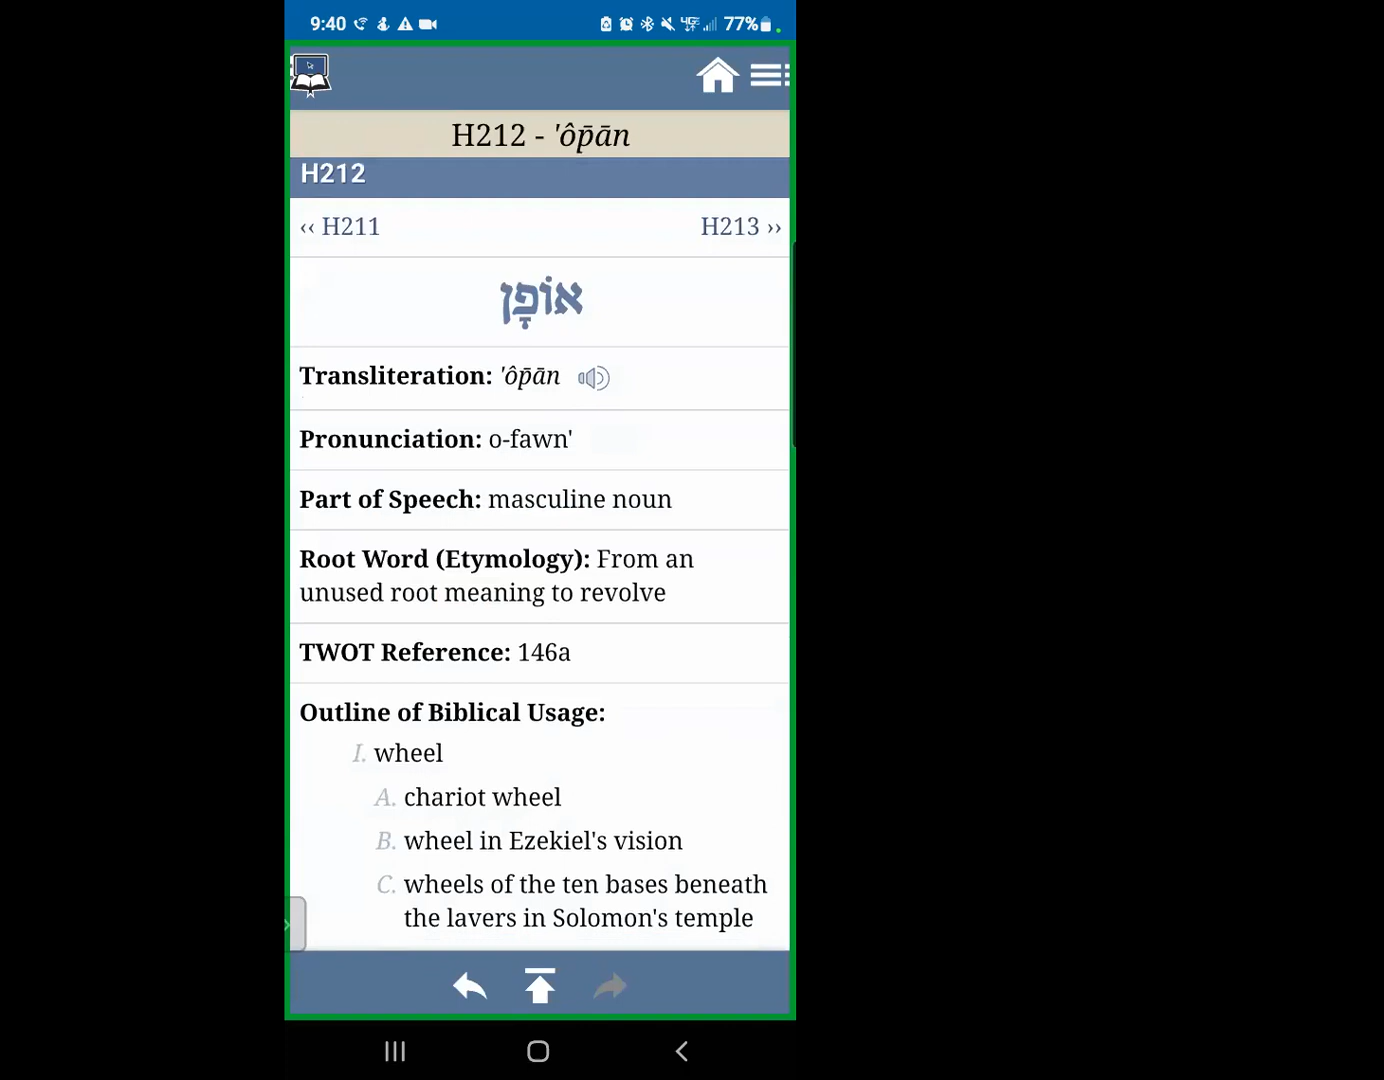 9:40
77%
H212 - 'ôp̄ān
H212
‹‹ H211
H213 ››
אוֹפָן
Transliteration: 'ôp̄ān
Pronunciation: o-fawn'
Part of Speech: masculine noun
Root Word (Etymology): From an
unused root meaning to revolve
TWOT Reference: 146a
Outline of Biblical Usage:
I. wheel
A. chariot wheel
B. wheel in Ezekiel's vision
C. wheels of the ten bases beneath
the lavers in Solomon's temple